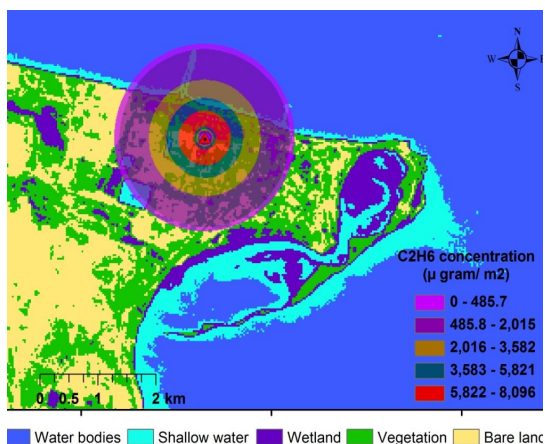 N
W E
S
C2H6 concentration
(μ gram/ m2)
0 - 485.7
485.8 - 2,015
2,016 - 3,582
3,583 - 5,821
5,822 - 8,096
0 0.5 1 2 km
Water bodies Shallow water Wetland Vegetation Bare land